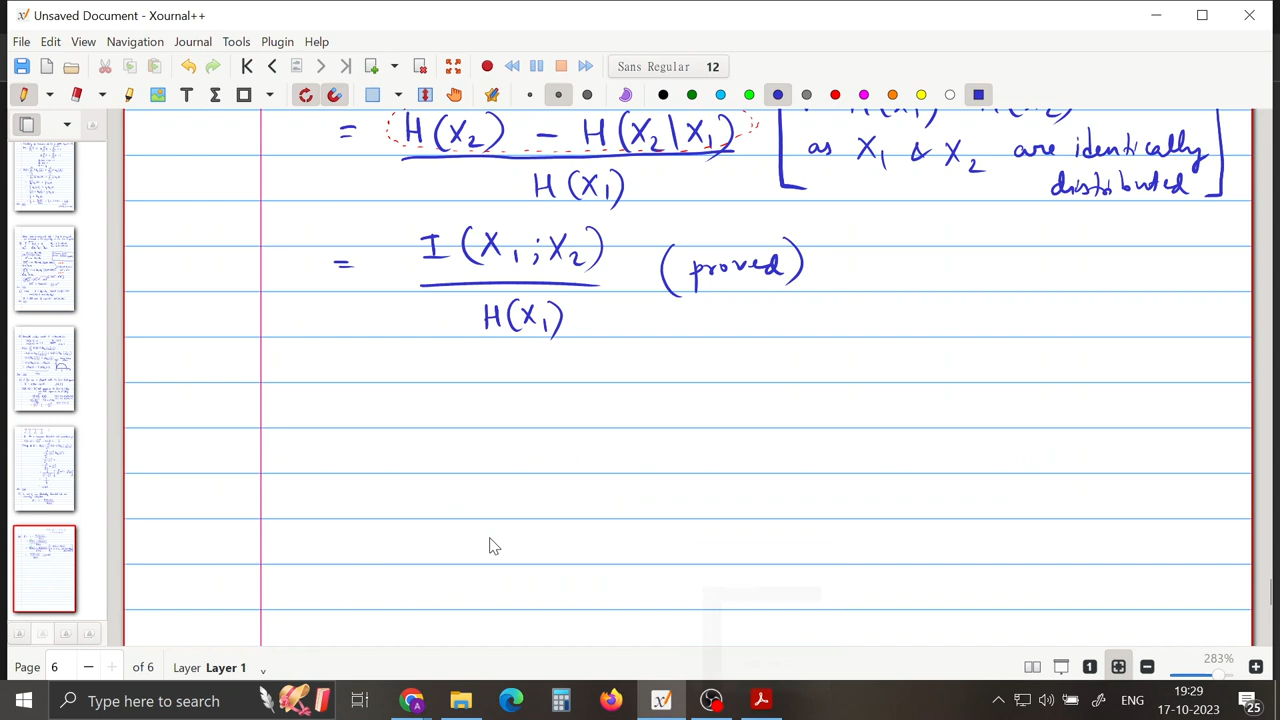 Unsaved Document - Xournal++
File Edit View Navigation Journal Tools Plugin Help
Sans Regular 12
= H(X2) - H(X2|X1)
H(X1)
as X1 & X2 are identically
distributed
= I(X1;X2) (proved)
H(X1)
Page 6 of 6 Layer Layer 1 283%
Type here to search
ENG
19:29
17-10-2023
25